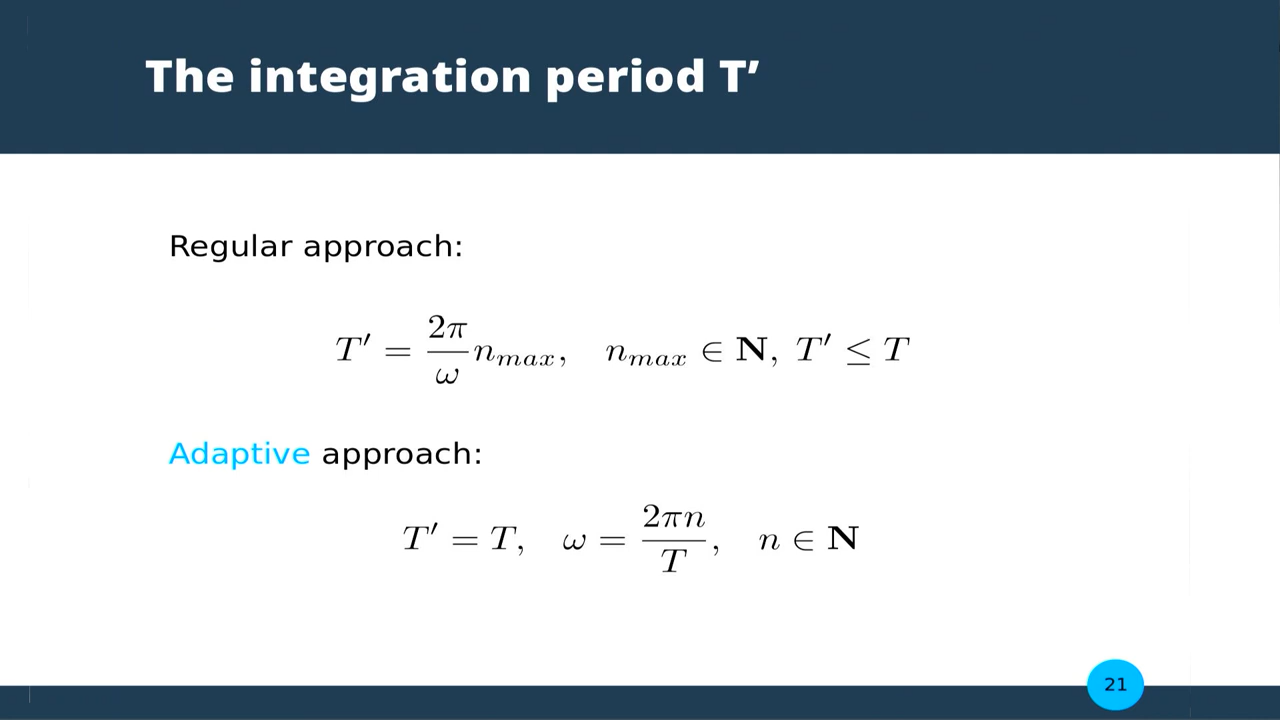 The integration period T′
Regular approach:
T′ = 2π/ω n_max, n_max ∈ N, T′ ≤ T
Adaptive approach:
T′ = T, ω = 2πn/T, n ∈ N
21